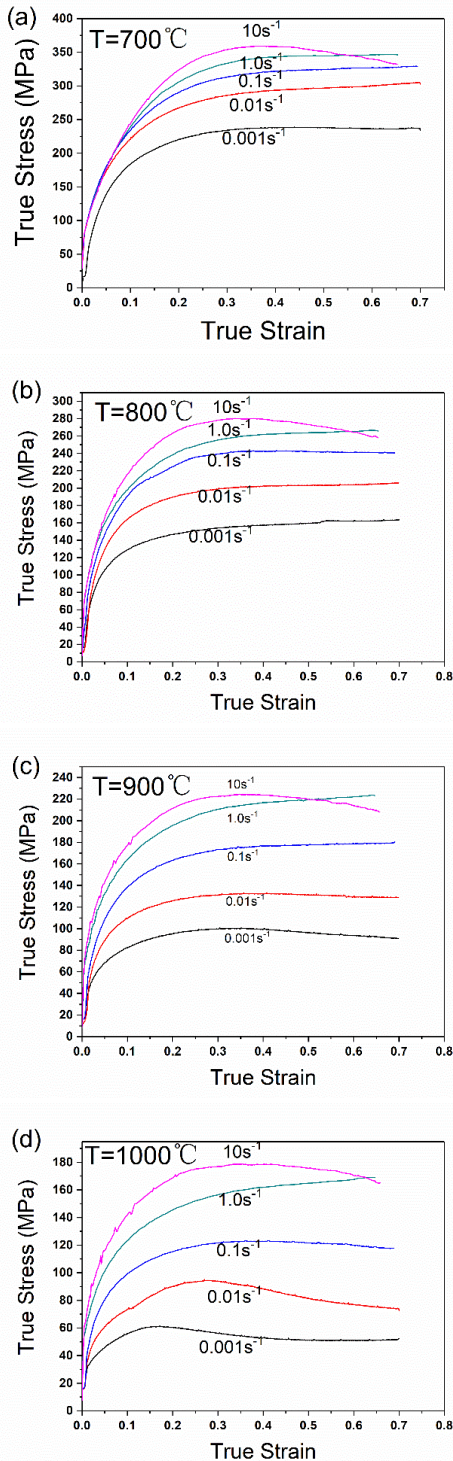 (a)
T=700℃
10s⁻¹
1.0s⁻¹
0.1s⁻¹
0.01s⁻¹
0.001s⁻¹
400
350
300
250
200
150
100
50
0
0.0 0.1 0.2 0.3 0.4 0.5 0.6 0.7 0.8
True Stress (MPa)
True Strain
(b)
T=800℃
10s⁻¹
1.0s⁻¹
0.1s⁻¹
0.01s⁻¹
0.001s⁻¹
300
280
260
240
220
200
180
160
140
120
100
80
60
40
20
0
0.0 0.1 0.2 0.3 0.4 0.5 0.6 0.7 0.8
True Stress (MPa)
True Strain
(c)
T=900℃
10s⁻¹
1.0s⁻¹
0.1s⁻¹
0.01s⁻¹
0.001s⁻¹
220
200
180
160
140
120
100
80
60
40
20
0
0.0 0.1 0.2 0.3 0.4 0.5 0.6 0.7 0.8
True Stress (MPa)
True Strain
(d)
T=1000℃
10s⁻¹
1.0s⁻¹
0.1s⁻¹
0.01s⁻¹
0.001s⁻¹
180
160
140
120
100
80
60
40
20
0
0.0 0.1 0.2 0.3 0.4 0.5 0.6 0.7 0.8
True Stress (MPa)
True Strain